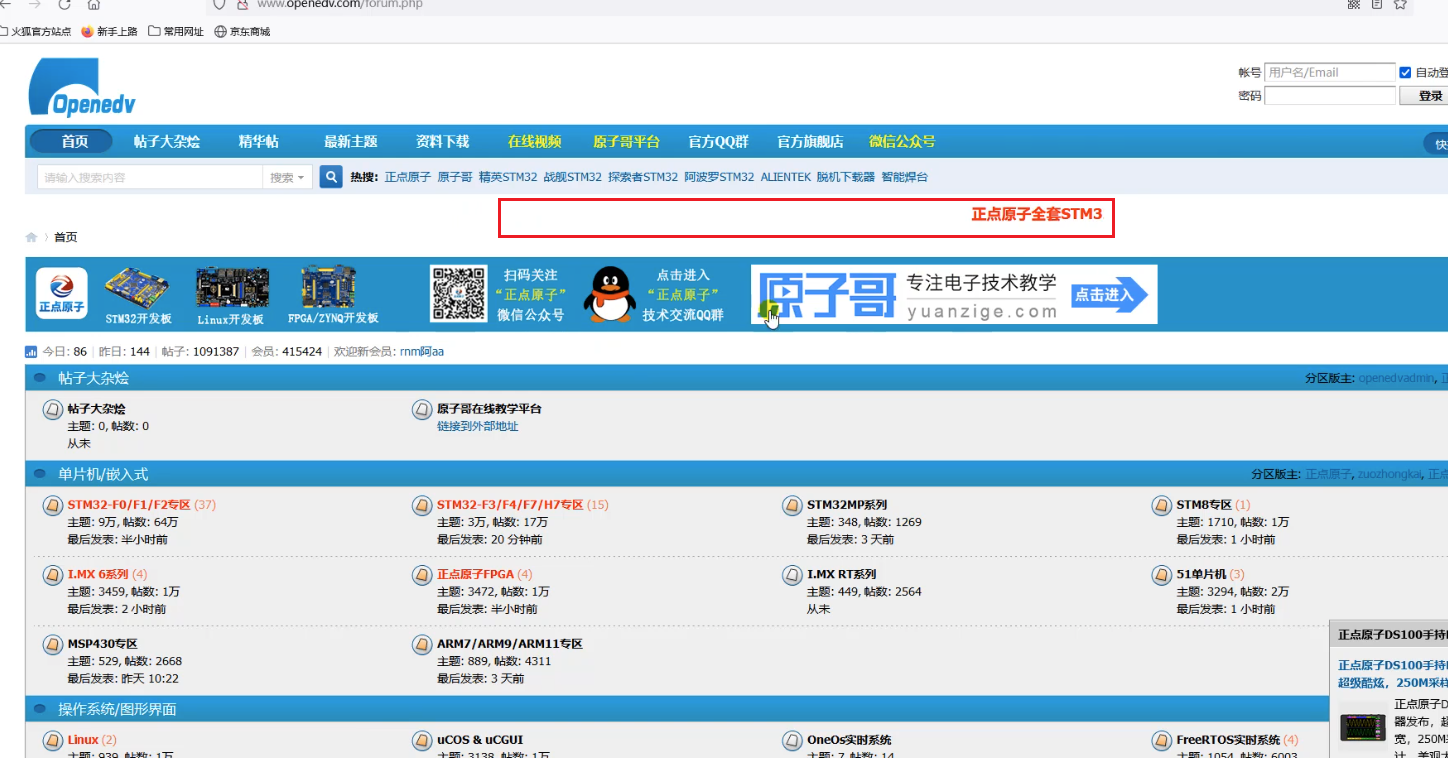 www.openedv.com/forum.php
火狐官方站点 新手上路 常用网址 京东商城
Openedv
帐号 用户名/Email 自动登
密码 登录
首页 帖子大杂烩 精华帖 最新主题 资料下载 在线视频 原子哥平台 官方QQ群 官方旗舰店 微信公众号 快
请输入搜索内容 搜索 热搜: 正点原子 原子哥 精英STM32 战舰STM32 探索者STM32 阿波罗STM32 ALIENTEK 脱机下载器 智能焊台
正点原子全套STM3
首页
正点原子 STM32开发板 Linux开发板 FPGA/ZYNQ开发板
扫码关注
“正点原子”
微信公众号
点击进入
“正点原子”
技术交流QQ群
原子哥 专注电子技术教学
yuanzige.com
点击进入
今日: 86 | 昨日: 144 | 帖子: 1091387 | 会员: 415424 | 欢迎新会员: rnm阿aa
帖子大杂烩 分区版主: openedvadmin, 正
帖子大杂烩 原子哥在线教学平台
主题: 0, 帖数: 0 链接到外部地址
从未
单片机/嵌入式 分区版主: 正点原子, zuozhongkai, 正点
STM32-F0/F1/F2专区 (37) STM32-F3/F4/F7/H7专区 (15) STM32MP系列 STM8专区 (1)
主题: 9万, 帖数: 64万 主题: 3万, 帖数: 17万 主题: 348, 帖数: 1269 主题: 1710, 帖数: 1万
最后发表: 半小时前 最后发表: 20 分钟前 最后发表: 3 天前 最后发表: 1 小时前
I.MX 6系列 (4) 正点原子FPGA (4) I.MX RT系列 51单片机 (3)
主题: 3459, 帖数: 1万 主题: 3472, 帖数: 1万 主题: 449, 帖数: 2564 主题: 3294, 帖数: 2万
最后发表: 2 小时前 最后发表: 半小时前 从未 最后发表: 1 小时前
MSP430专区 ARM7/ARM9/ARM11专区
主题: 529, 帖数: 2668 主题: 889, 帖数: 4311
最后发表: 昨天 10:22 最后发表: 3 天前
正点原子DS100手持
正点原子DS100手持
超级酷炫，250M采样
正点原子D
器发布，超
宽，250M采
操作系统/图形界面
Linux (2) uCOS & uCGUI OneOs实时系统 FreeRTOS实时系统 (4)
主题: 939, 帖数: 1万 主题: 3138, 帖数: 1万 主题: 7, 帖数: 14 主题: 1054, 帖数: 6003